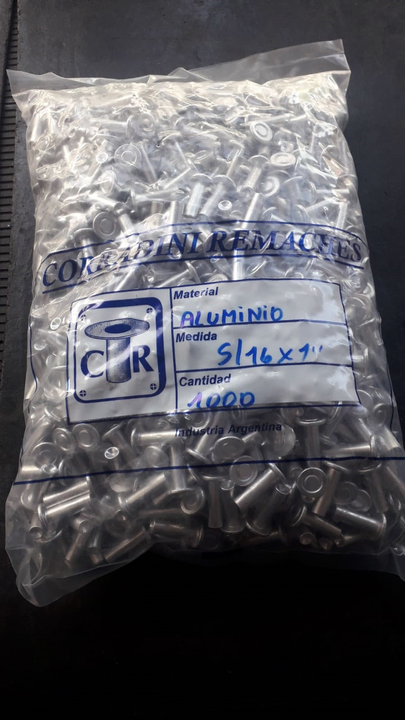 CORRADINI REMACHES
CR
Material
ALUMINIO
Medida
5/16 x 1"
Cantidad
1000
Industria Argentina